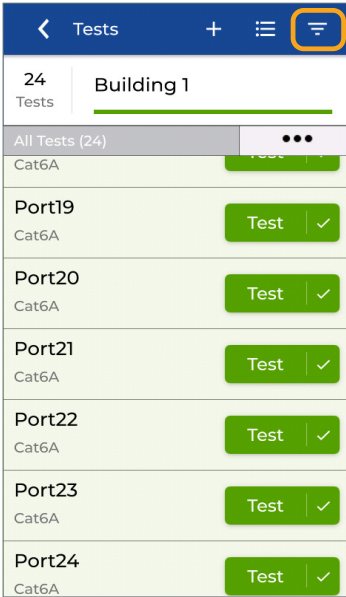 Tests
24
Tests
Building 1
All Tests (24)
Cat6A
Test
Port19
Cat6A
Test
Port20
Cat6A
Test
Port21
Cat6A
Test
Port22
Cat6A
Test
Port23
Cat6A
Test
Port24
Cat6A
Test